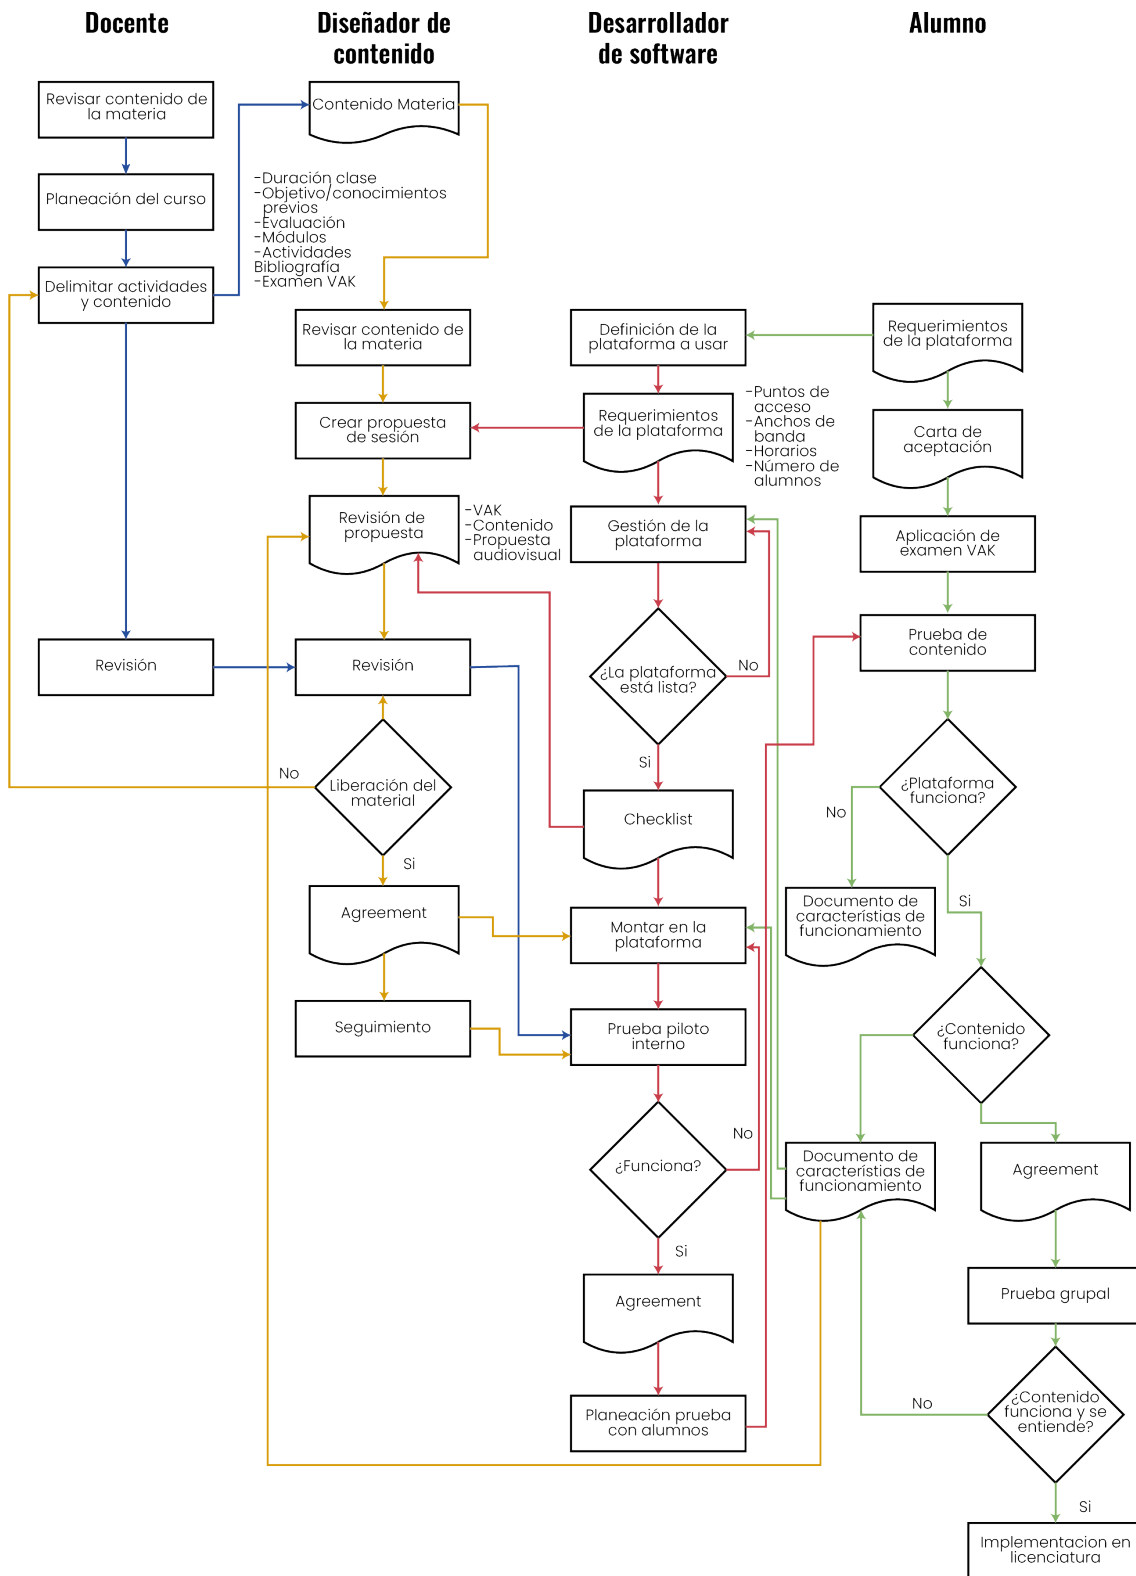 Docente
Diseñador de
contenido
Desarrollador
de software
Alumno
Revisar contenido de
la materia
Planeación del curso
Delimitar actividades
y contenido
Revisión
Contenido Materia
-Duración clase
-Objetivo/conocimientos
previos
-Evaluación
-Módulos
-Actividades
Bibliografía
-Examen VAK
Revisar contenido de
la materia
Crear propuesta
de sesión
Revisión de
propuesta
-VAK
-Contenido
-Propuesta
audiovisual
Revisión
No
Liberación del
material
Si
Agreement
Seguimiento
Definición de la
plataforma a usar
Requerimientos
de la plataforma
-Puntos de
acceso
-Anchos de
banda
-Horarios
-Número de
alumnos
Gestión de la
plataforma
¿La plataforma
está lista?
No
Si
Checklist
Montar en la
plataforma
Prueba piloto
interno
No
¿Funciona?
Si
Agreement
Planeación prueba
con alumnos
Requerimientos
de la plataforma
Carta de
aceptación
Aplicación de
examen VAK
Prueba de
contenido
¿Plataforma
funciona?
No
Si
Documento de
característias de
funcionamiento
¿Contenido
funciona?
Documento de
característias de
funcionamiento
Agreement
Prueba grupal
No
¿Contenido
funciona y se
entiende?
Si
Implementacion en
licenciatura